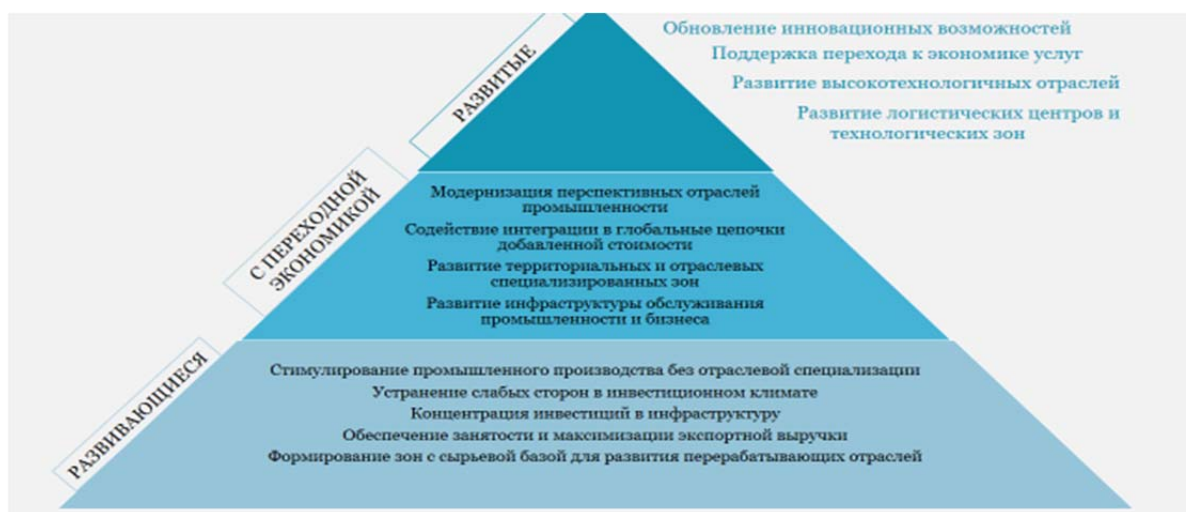 РАЗВИТЫЕ
Обновление инновационных возможностей
Поддержка перехода к экономике услуг
Развитие высокотехнологичных отраслей
Развитие логистических центров и
технологических зон
С ПЕРЕХОДНОЙ
ЭКОНОМИКОЙ
Модернизация перспективных отраслей
промышленности
Содействие интеграции в глобальные цепочки
добавленной стоимости
Развитие территориальных и отраслевых
специализированных зон
Развитие инфраструктуры обслуживания
промышленности и бизнеса
РАЗВИВАЮЩИЕСЯ
Стимулирование промышленного производства без отраслевой специализации
Устранение слабых сторон в инвестиционном климате
Концентрация инвестиций в инфраструктуру
Обеспечение занятости и максимизации экспортной выручки
Формирование зон с сырьевой базой для развития перерабатывающих отраслей